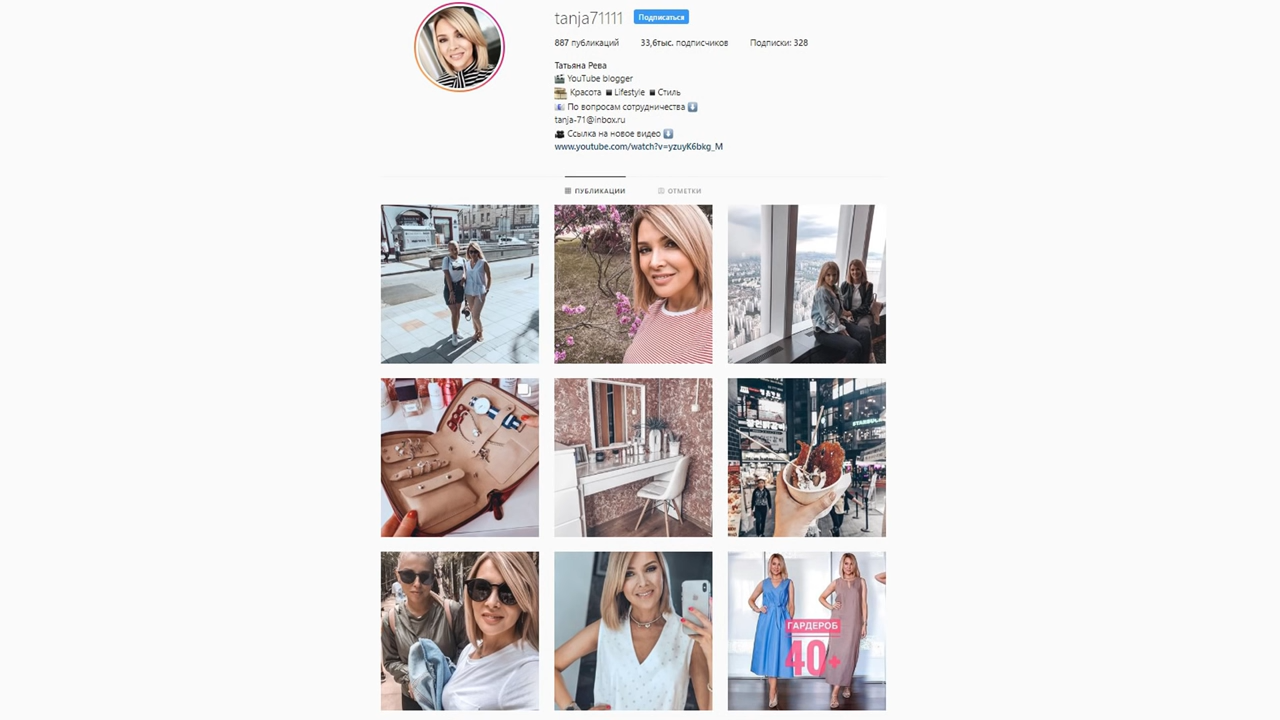 tanja71111 Подписаться
887 публикаций 33,6тыс. подписчиков Подписки: 328
Татьяна Рева
YouTube blogger
Красота Lifestyle Стиль
По вопросам сотрудничества
tanja-71@inbox.ru
Ссылка на новое видео
www.youtube.com/watch?v=yzuyK6bkg_M
ПУБЛИКАЦИИ ОТМЕТКИ
ГАРДЕРОБ
40+